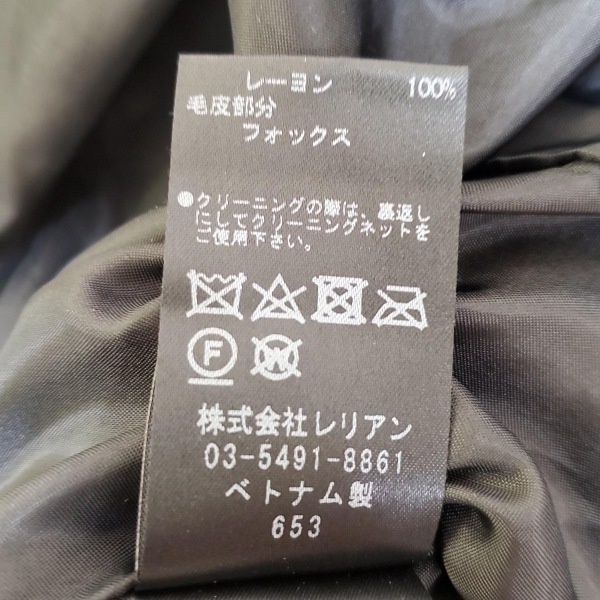 レーヨン 100%
毛皮部分
フォックス
●クリーニングの際は、裏返し
にしてクリーニングネットを
ご使用下さい。
F W
株式会社レリアン
03-5491-8861
ベトナム製
653